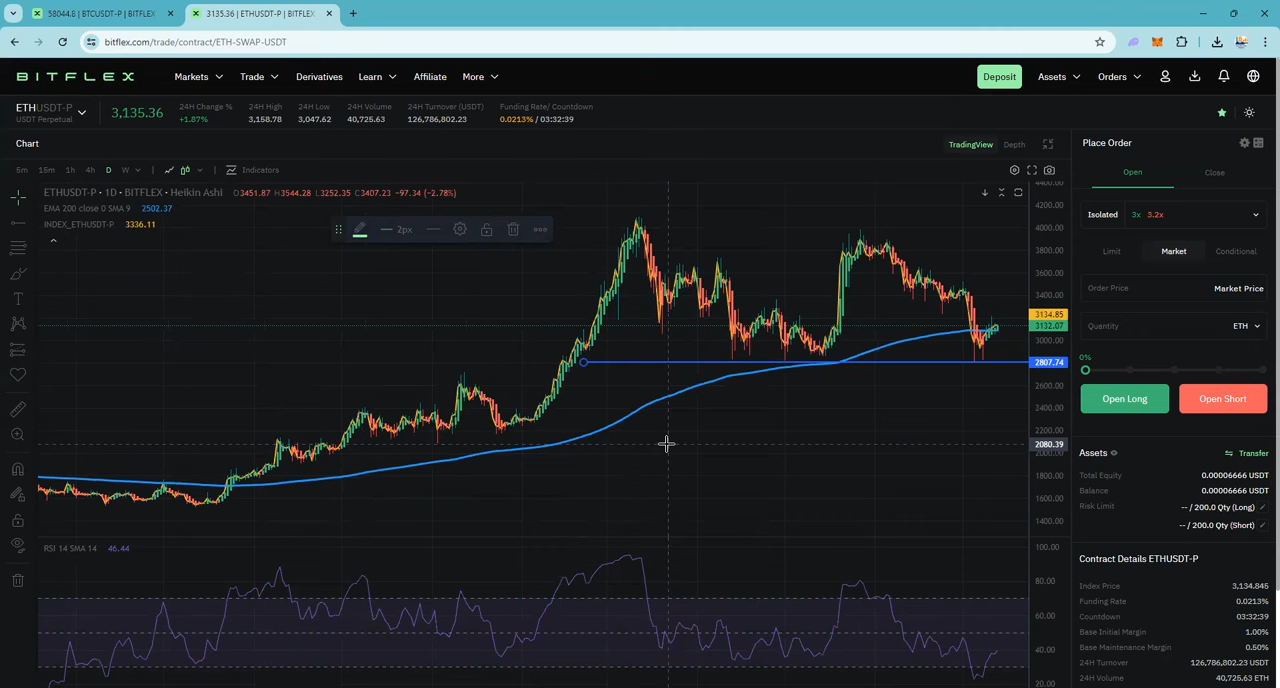 58044.8 | BTCUSDT-P | BITFLEX
3135.36 | ETHUSDT-P | BITFLEX
bitflex.com/trade/contract/ETH-SWAP-USDT
BITFLEX Markets Trade Derivatives Learn Affiliate More Deposit Assets Orders
ETHUSDT-P
USDT Perpetual
3,135.36
24H Change % 24H High 24H Low 24H Volume 24H Turnover (USDT) Funding Rate/ Countdown
+1.87% 3,158.78 3,047.62 40,725.63 126,786,802.23 0.0213% / 03:32:39
Chart
TradingView Depth
5m 15m 1h 4h D W Indicators
ETHUSDT-P • 1D • BITFLEX • Heikin Ashi O3451.87 H3544.28 L3252.35 C3407.23 −97.34 (−2.78%)
EMA 200 close 0 SMA 9 2502.37
INDEX_ETHUSDT-P 3336.11
2px
4400.00
4200.00
4000.00
3800.00
3600.00
3400.00
3134.85
3132.07
3000.00
2807.74
2600.00
2400.00
2200.00
2080.39
2000.00
1800.00
1600.00
1400.00
RSI 14 SMA 14 46.44
100.00
80.00
60.00
40.00
20.00
Place Order
Open Close
Isolated 3x 3.2x
Limit Market Conditional
Order Price Market Price
Quantity ETH
0%
Open Long Open Short
Assets Transfer
Total Equity 0.00006666 USDT
Balance 0.00006666 USDT
Risk Limit -- / 200.0 Qty (Long)
-- / 200.0 Qty (Short)
Contract Details ETHUSDT-P
Index Price 3,134.845
Funding Rate 0.0213%
Countdown 03:32:39
Base Initial Margin 1.00%
Base Maintenance Margin 0.50%
24H Turnover 126,786,802.23
24H Volume 40,725.63 ETH